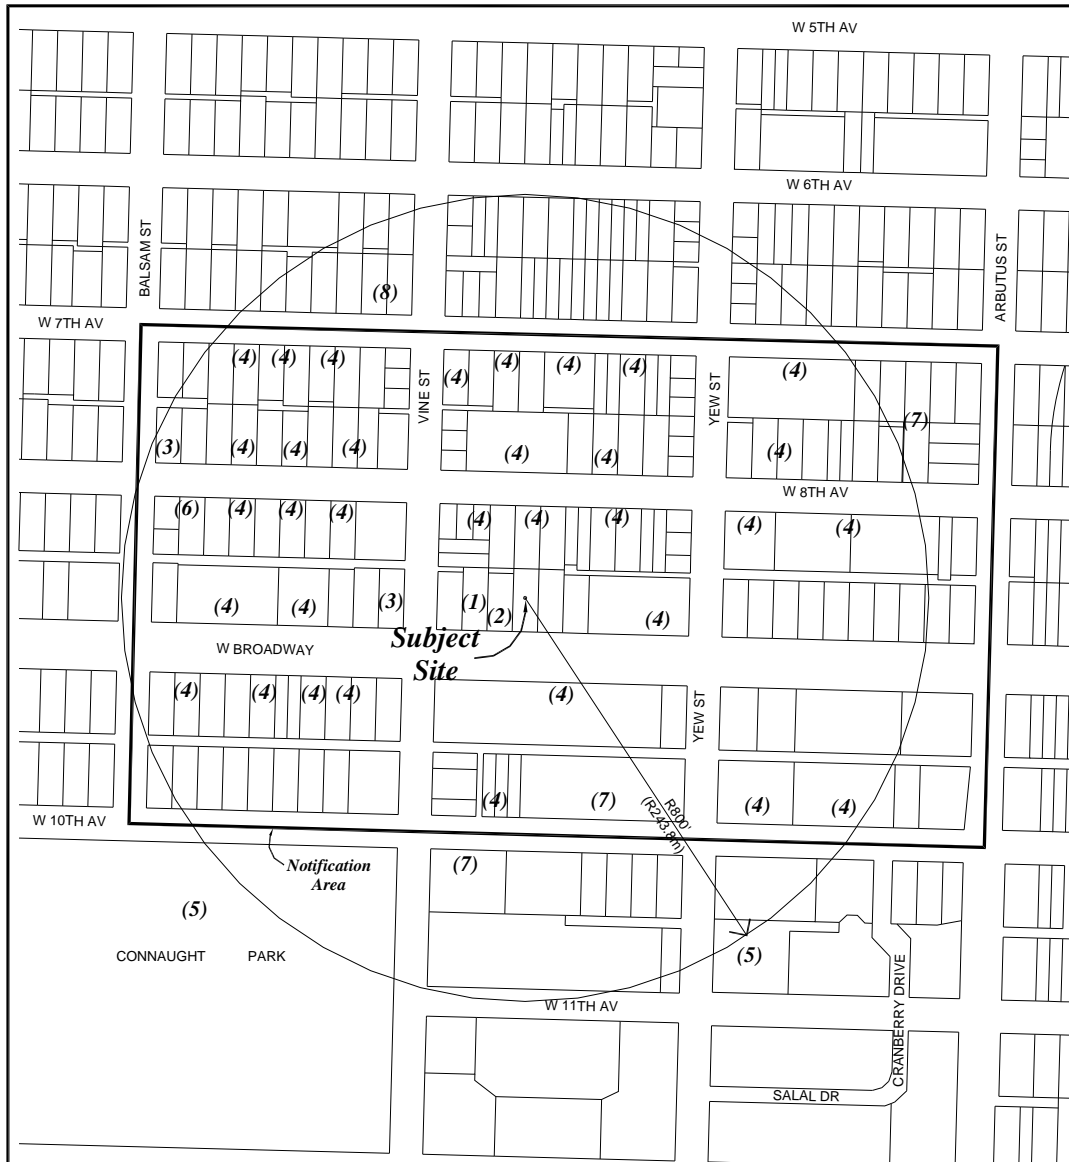 W 5TH AV
W 6TH AV
BALSAM ST
ARBUTUS ST
(8)
W 7TH AV
(4) (4) (4)
VINE ST
(4) (4) (4) (4)
YEW ST
(4)
(7)
(3) (4) (4) (4)
(4) (4)
(4)
W 8TH AV
(6) (4) (4) (4)
(4) (4) (4)
(4) (4)
(4) (4) (3)
(1) (2)
(4)
Subject
Site
W BROADWAY
(4) (4) (4) (4)
(4)
YEW ST
(4) (7)
R800'
(R243.8m)
(4) (4)
W 10TH AV
Notification
Area
(7)
(5)
(5)
CONNAUGHT PARK
CRANBERRY DRIVE
W 11TH AV
SALAL DR